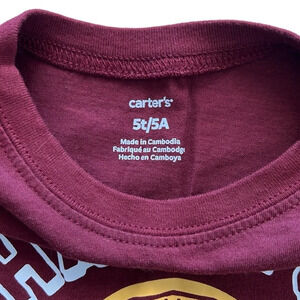 carter's®
5t/5A
Made in Cambodia
Fabriqué au Cambodge
Hecho en Camboya